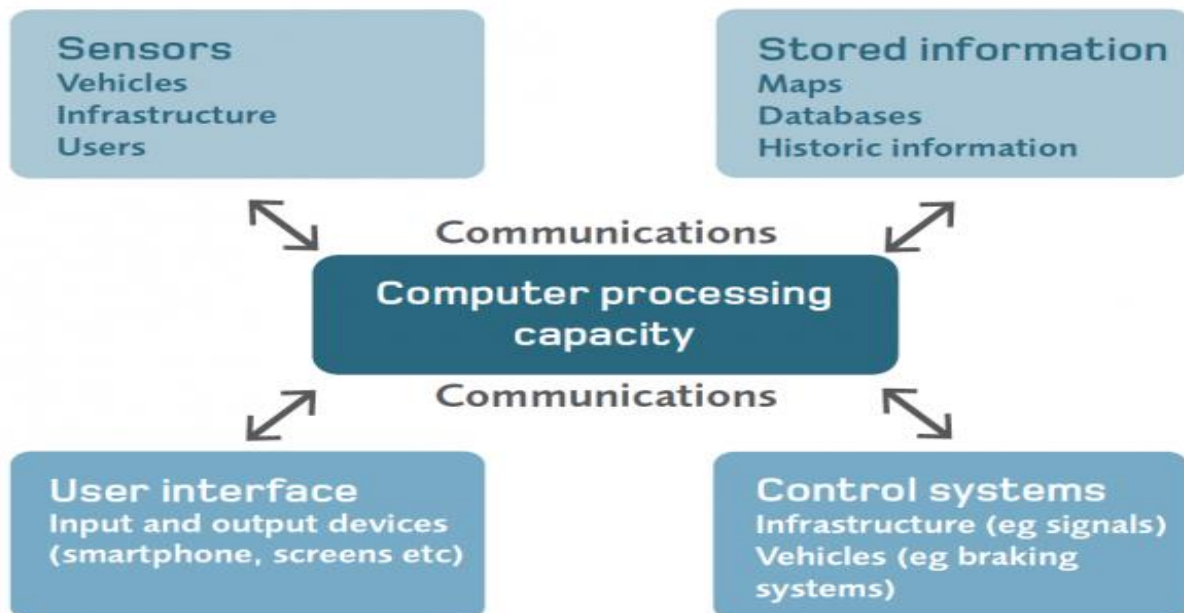 Sensors
Vehicles
Infrastructure
Users
Stored information
Maps
Databases
Historic information
Communications
Computer processing
capacity
Communications
User interface
Input and output devices
(smartphone, screens etc)
Control systems
Infrastructure (eg signals)
Vehicles (eg braking
systems)